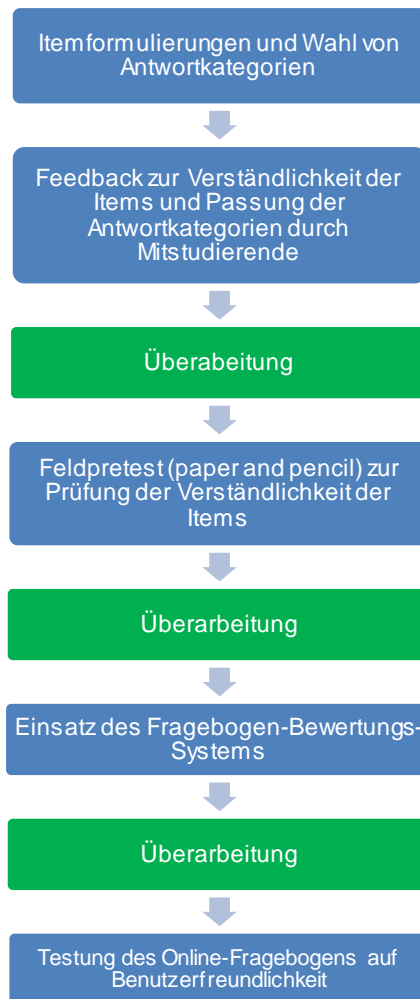 Itemformulierungen und Wahl von
Antwortkategorien
Feedback zur Verständlichkeit der
Items und Passung der
Antwortkategorien durch
Mitstudierende
Überabeitung
Feldpretest (paper and pencil) zur
Prüfung der Verständlichkeit der
Items
Überarbeitung
Einsatz des Fragebogen-Bewertungs-
Systems
Überarbeitung
Testung des Online-Fragebogens auf
Benutzerfreundlichkeit